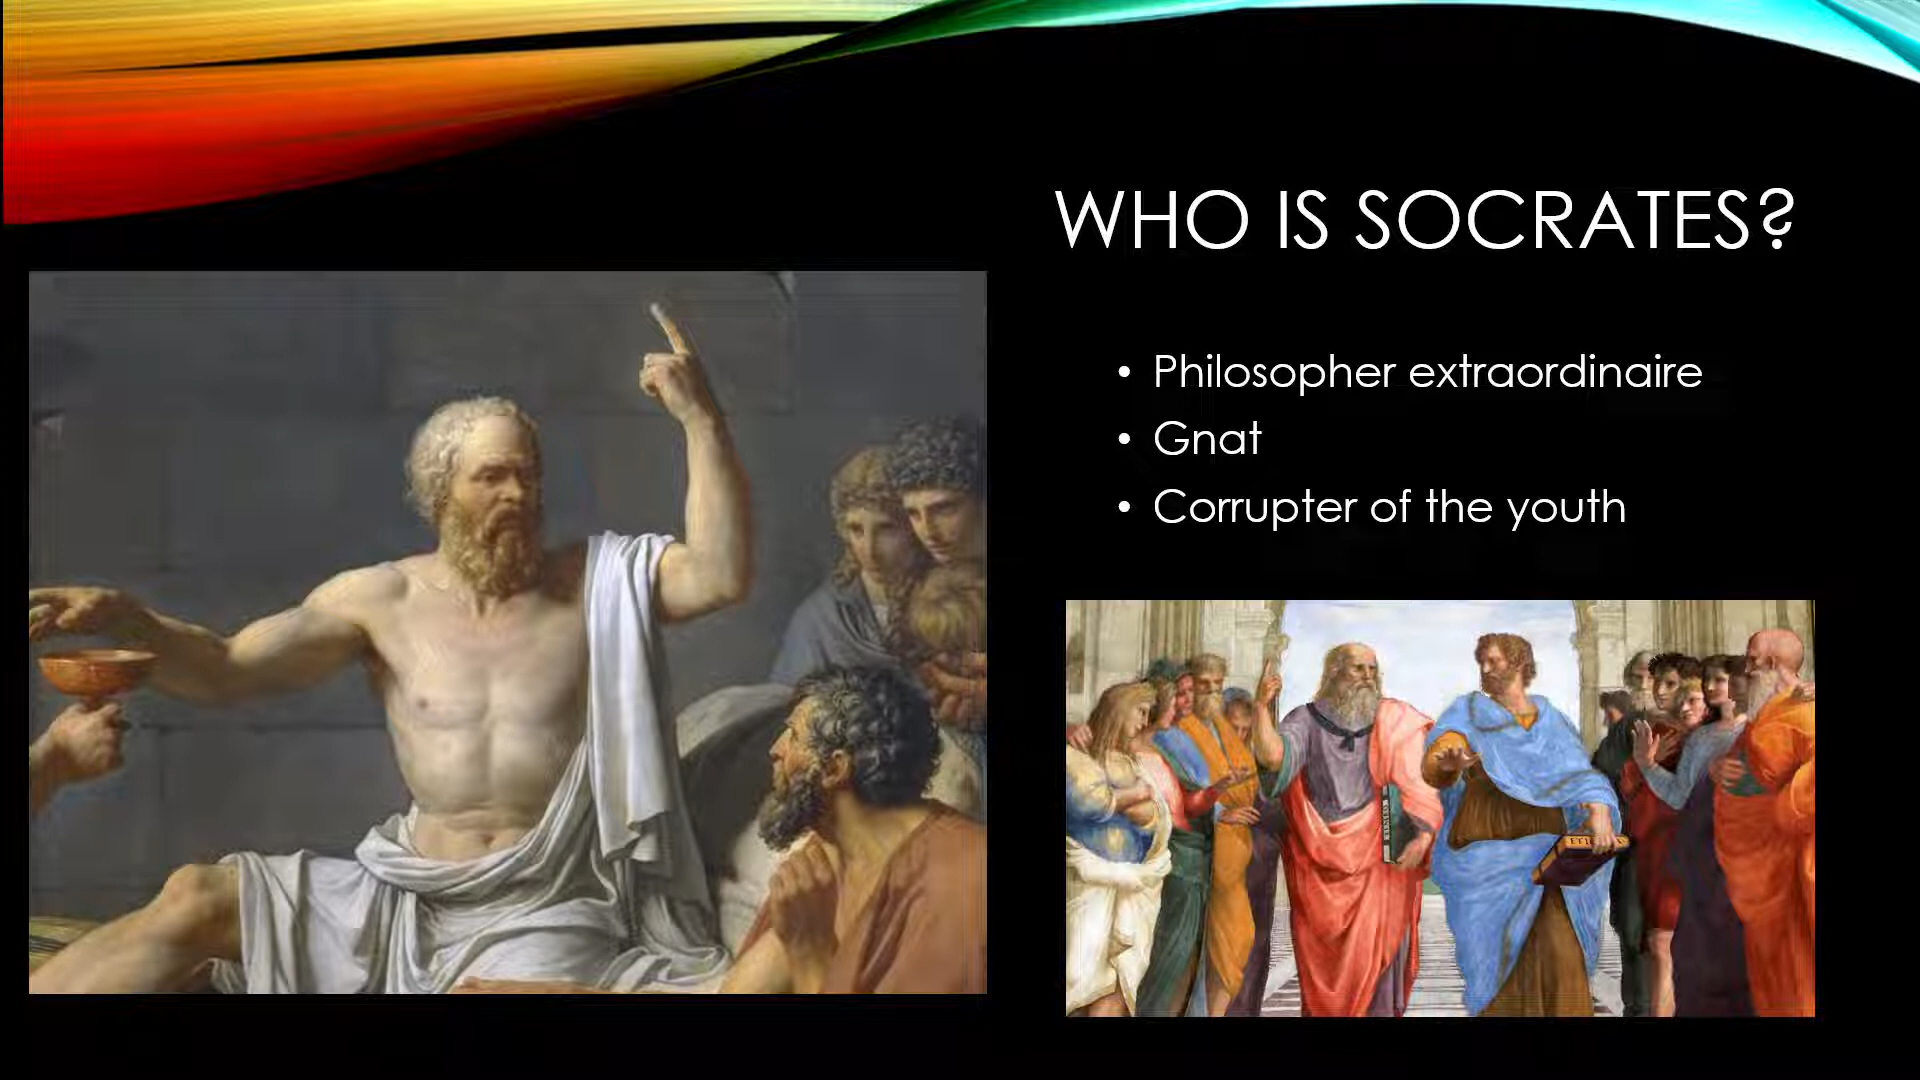 WHO IS SOCRATES?
• Philosopher extraordinaire
• Gnat
• Corrupter of the youth